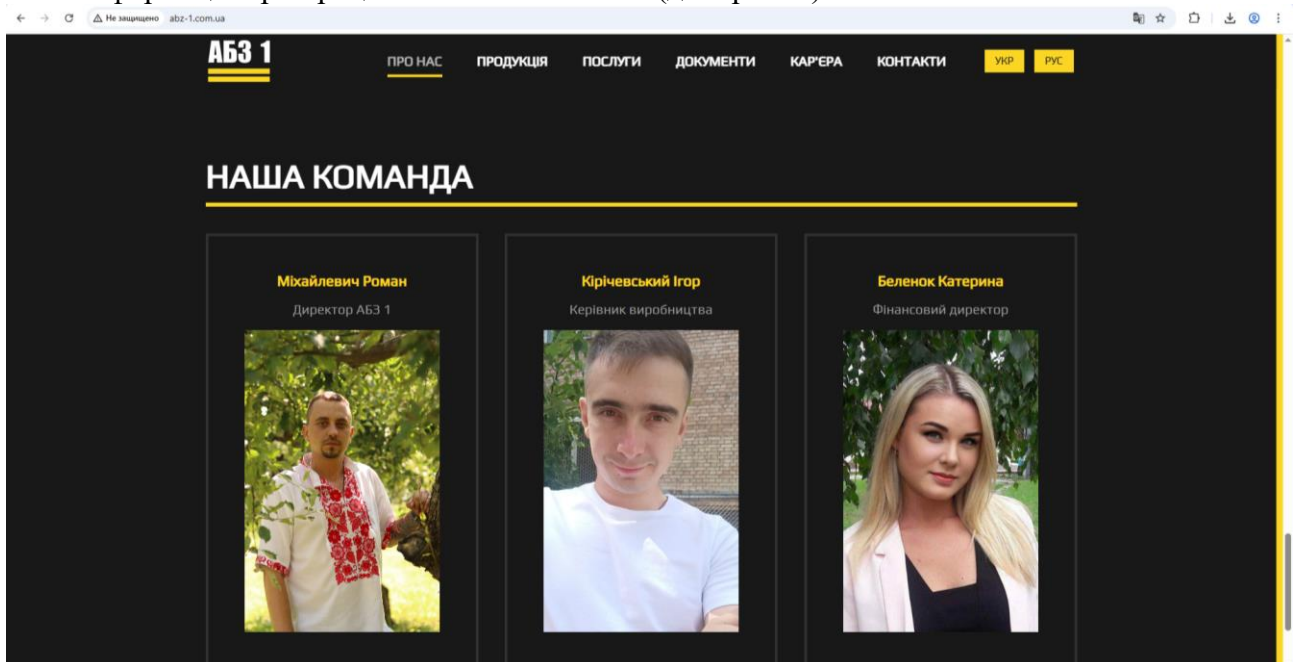 Не защищено abz-1.com.ua
АБЗ 1
ПРО НАС ПРОДУКЦІЯ ПОСЛУГИ ДОКУМЕНТИ КАР'ЄРА КОНТАКТИ УКР РУС
НАША КОМАНДА
Міхайлевич Роман
Директор АБЗ 1
Кірічевський Ігор
Керівник виробництва
Беленок Катерина
Фінансовий директор